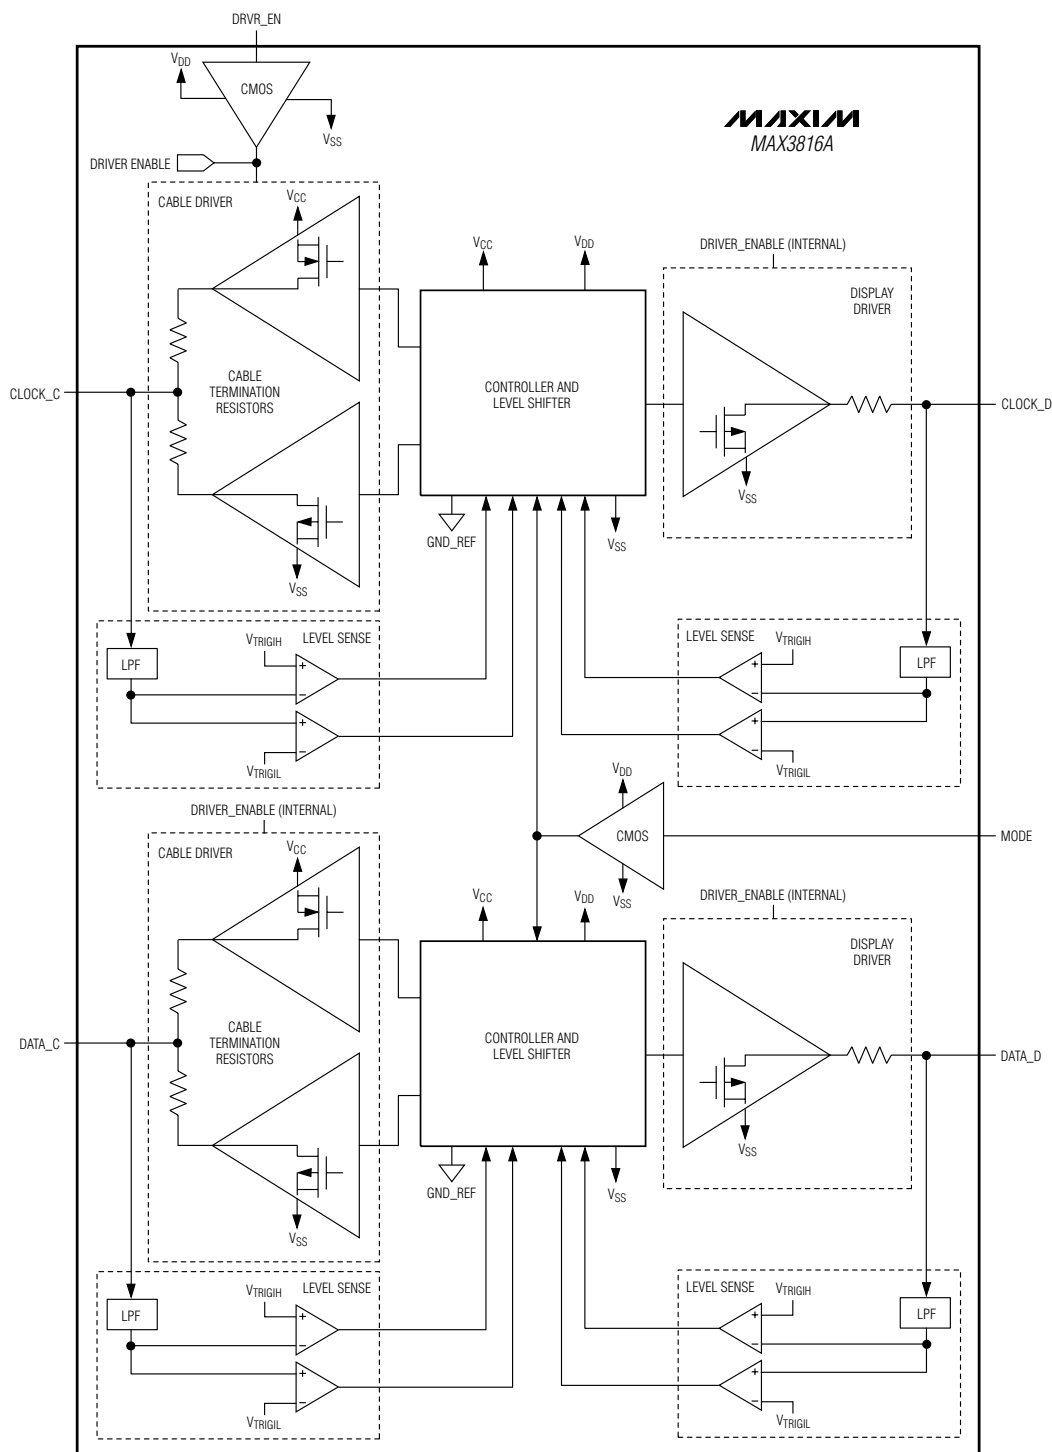 DRVR_EN
VDD
CMOS
VSS
MAXIM
MAX3816A
DRIVER ENABLE
CABLE DRIVER
VCC
CABLE
TERMINATION
RESISTORS
VSS
CLOCK_C
VCC
VDD
CONTROLLER AND
LEVEL SHIFTER
GND_REF
VSS
DRIVER_ENABLE (INTERNAL)
DISPLAY
DRIVER
VSS
CLOCK_D
VTRIGIH
LEVEL SENSE
LPF
+
−
+
−
VTRIGIL
LEVEL SENSE
VTRIGIH
LPF
+
−
+
−
VTRIGIL
VDD
CMOS
VSS
MODE
DRIVER_ENABLE (INTERNAL)
CABLE DRIVER
VCC
CABLE
TERMINATION
RESISTORS
VSS
DATA_C
VCC
VDD
CONTROLLER AND
LEVEL SHIFTER
GND_REF
VSS
DRIVER_ENABLE (INTERNAL)
DISPLAY
DRIVER
VSS
DATA_D
VTRIGIH
LEVEL SENSE
LPF
+
−
+
−
VTRIGIL
LEVEL SENSE
VTRIGIH
LPF
+
−
+
−
VTRIGIL